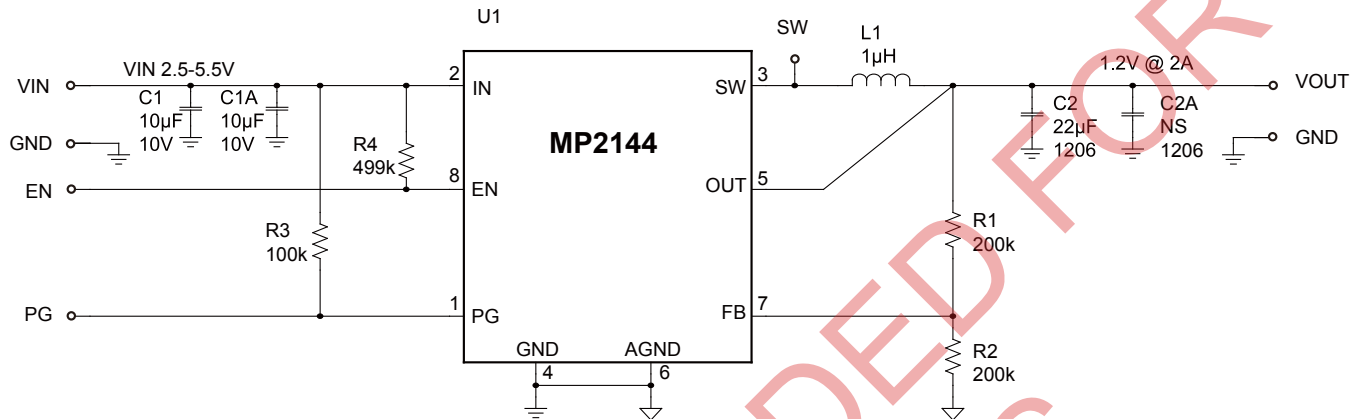 U1
SW
L1
1µH
VIN
VIN 2.5-5.5V
2
IN
SW
3
1.2V @ 2A
VOUT
C1
10µF
10V
C1A
10µF
10V
C2
22µF
1206
C2A
NS
1206
GND
GND
R4
499k
MP2144
EN
8
EN
OUT
5
R3
100k
R1
200k
PG
1
PG
FB
7
GND
4
AGND
6
R2
200k
DED FOR